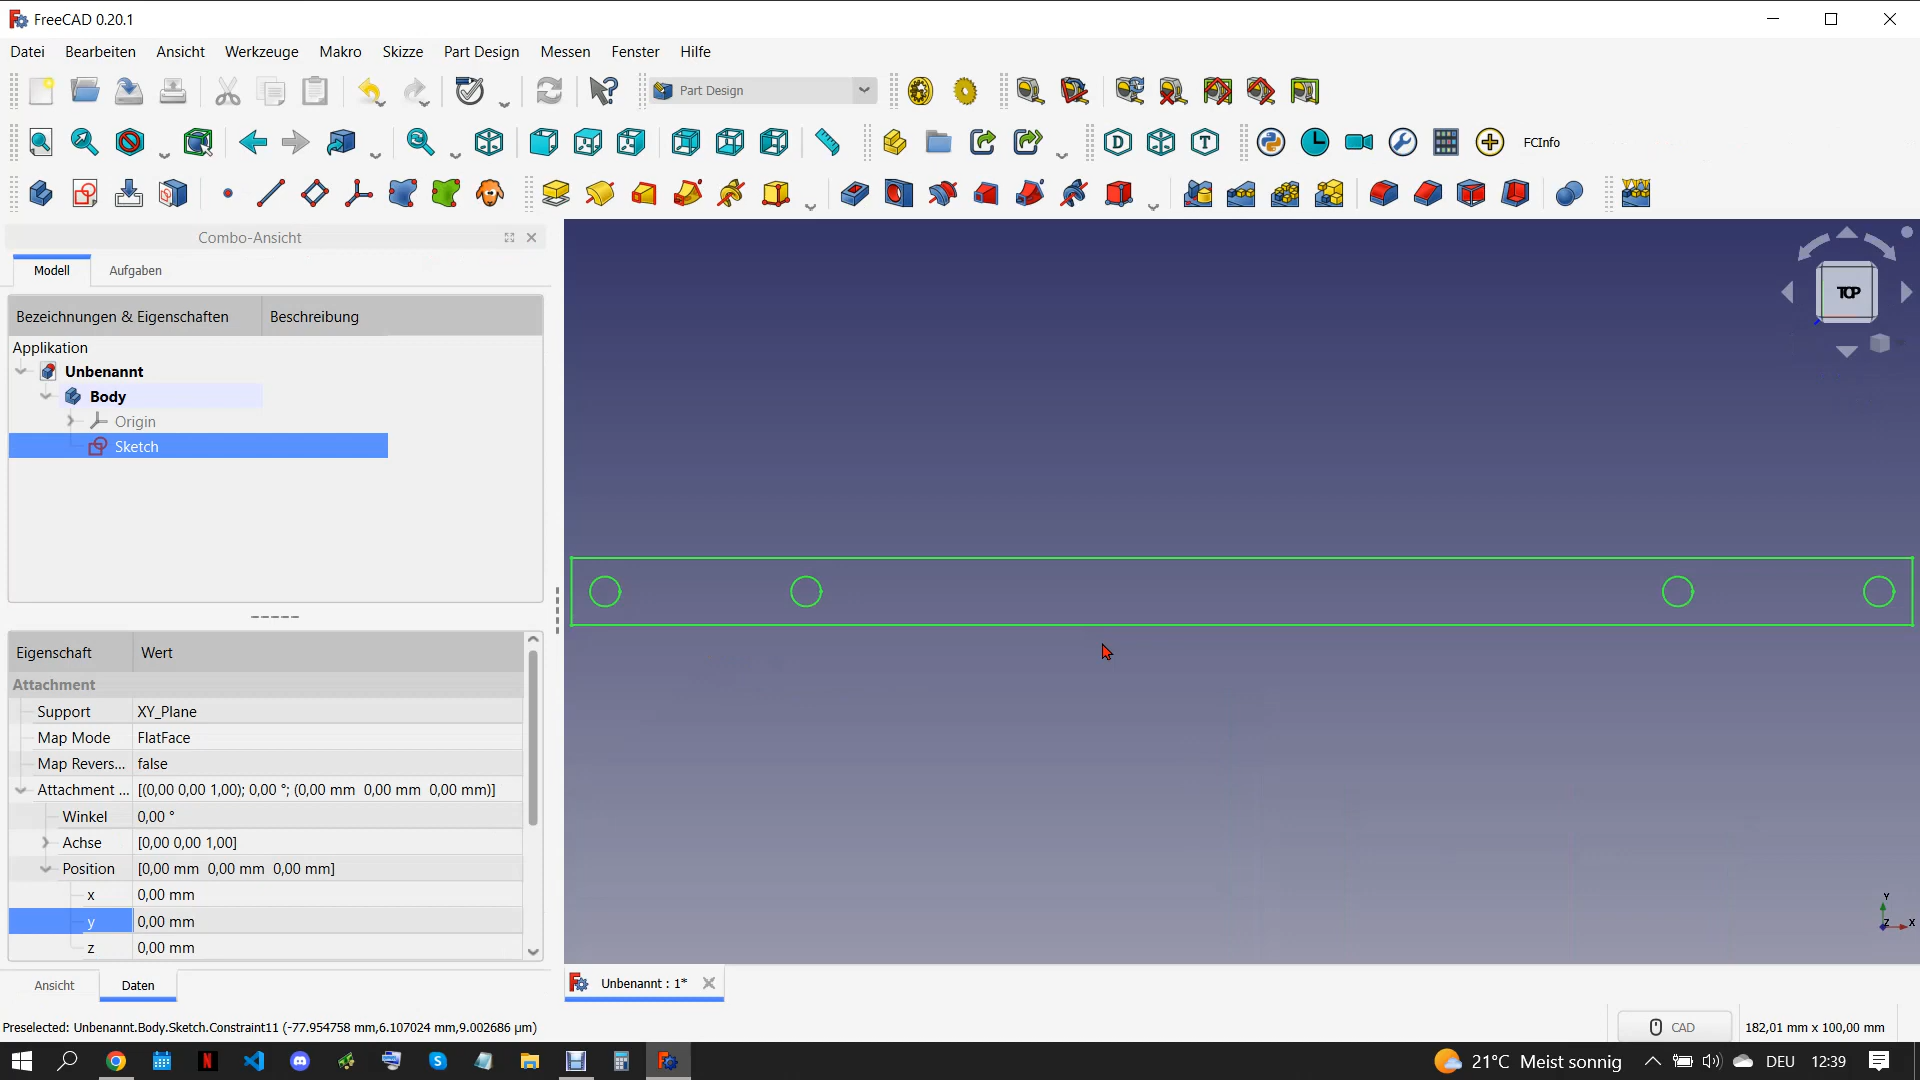 FreeCAD 0.20.1
Datei Bearbeiten Ansicht Werkzeuge Makro Skizze Part Design Messen Fenster Hilfe
Part Design
D T FCInfo
Combo-Ansicht
Modell Aufgaben
Bezeichnungen & Eigenschaften Beschreibung
Applikation
Unbenannt
Body
Origin
Sketch
TOP
Eigenschaft Wert
Attachment
Support XY_Plane
Map Mode FlatFace
Map Revers... false
Attachment ... [(0,00 0,00 1,00); 0,00 °; (0,00 mm 0,00 mm 0,00 mm)]
Winkel 0,00 °
Achse [0,00 0,00 1,00]
Position [0,00 mm 0,00 mm 0,00 mm]
x 0,00 mm
y 0,00 mm
z 0,00 mm
Y
Z X
Ansicht Daten
Unbenannt : 1*
Preselected: Unbenannt.Body.Sketch.Constraint11 (-77.954758 mm,6.107024 mm,9.002686 µm)
CAD 182,01 mm x 100,00 mm
21°C Meist sonnig DEU 12:39